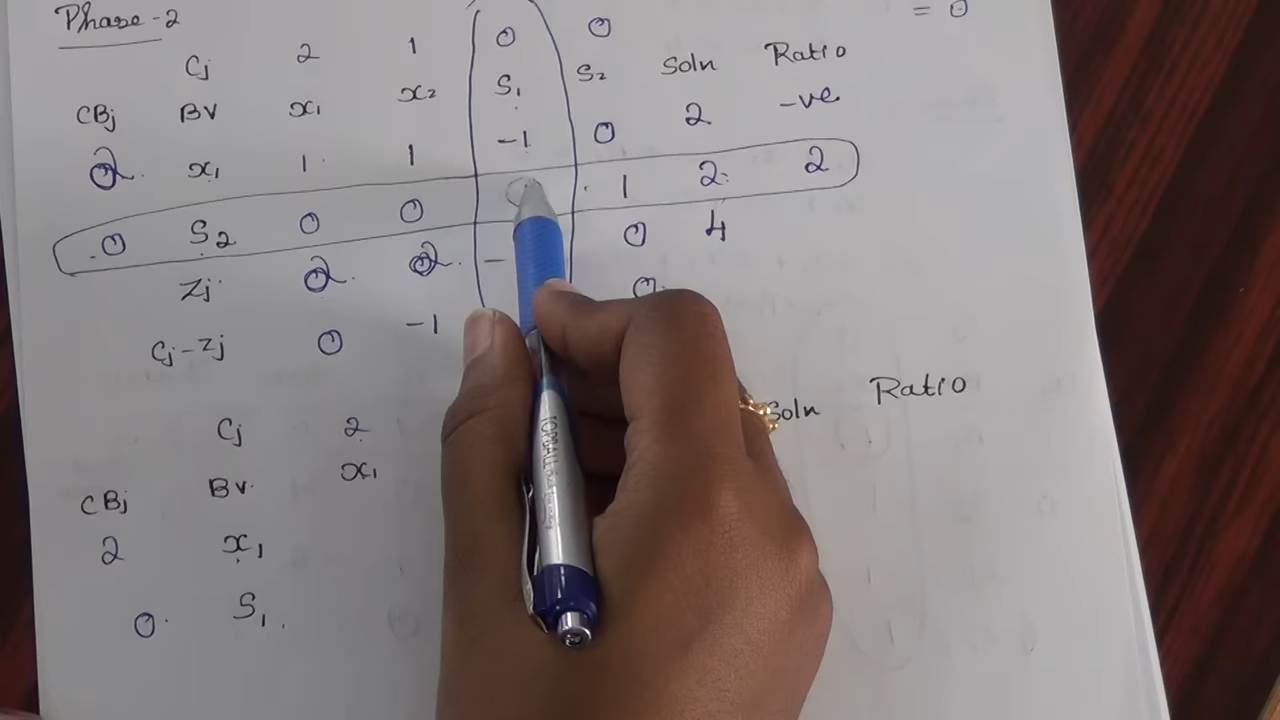 Phase-2
= 0
Cj 2 1 0 0
CBj BV x1 x2 S1 S2 Soln Ratio
2 x1 1 1 -1 0 2 -ve
0 S2 0 0 1 2 2
Zj 2 2 - 0 4
Cj-Zj 0 -1 0
Cj 2
CBj BV x1 Soln Ratio
2 x1
0 S1
TOPBALL